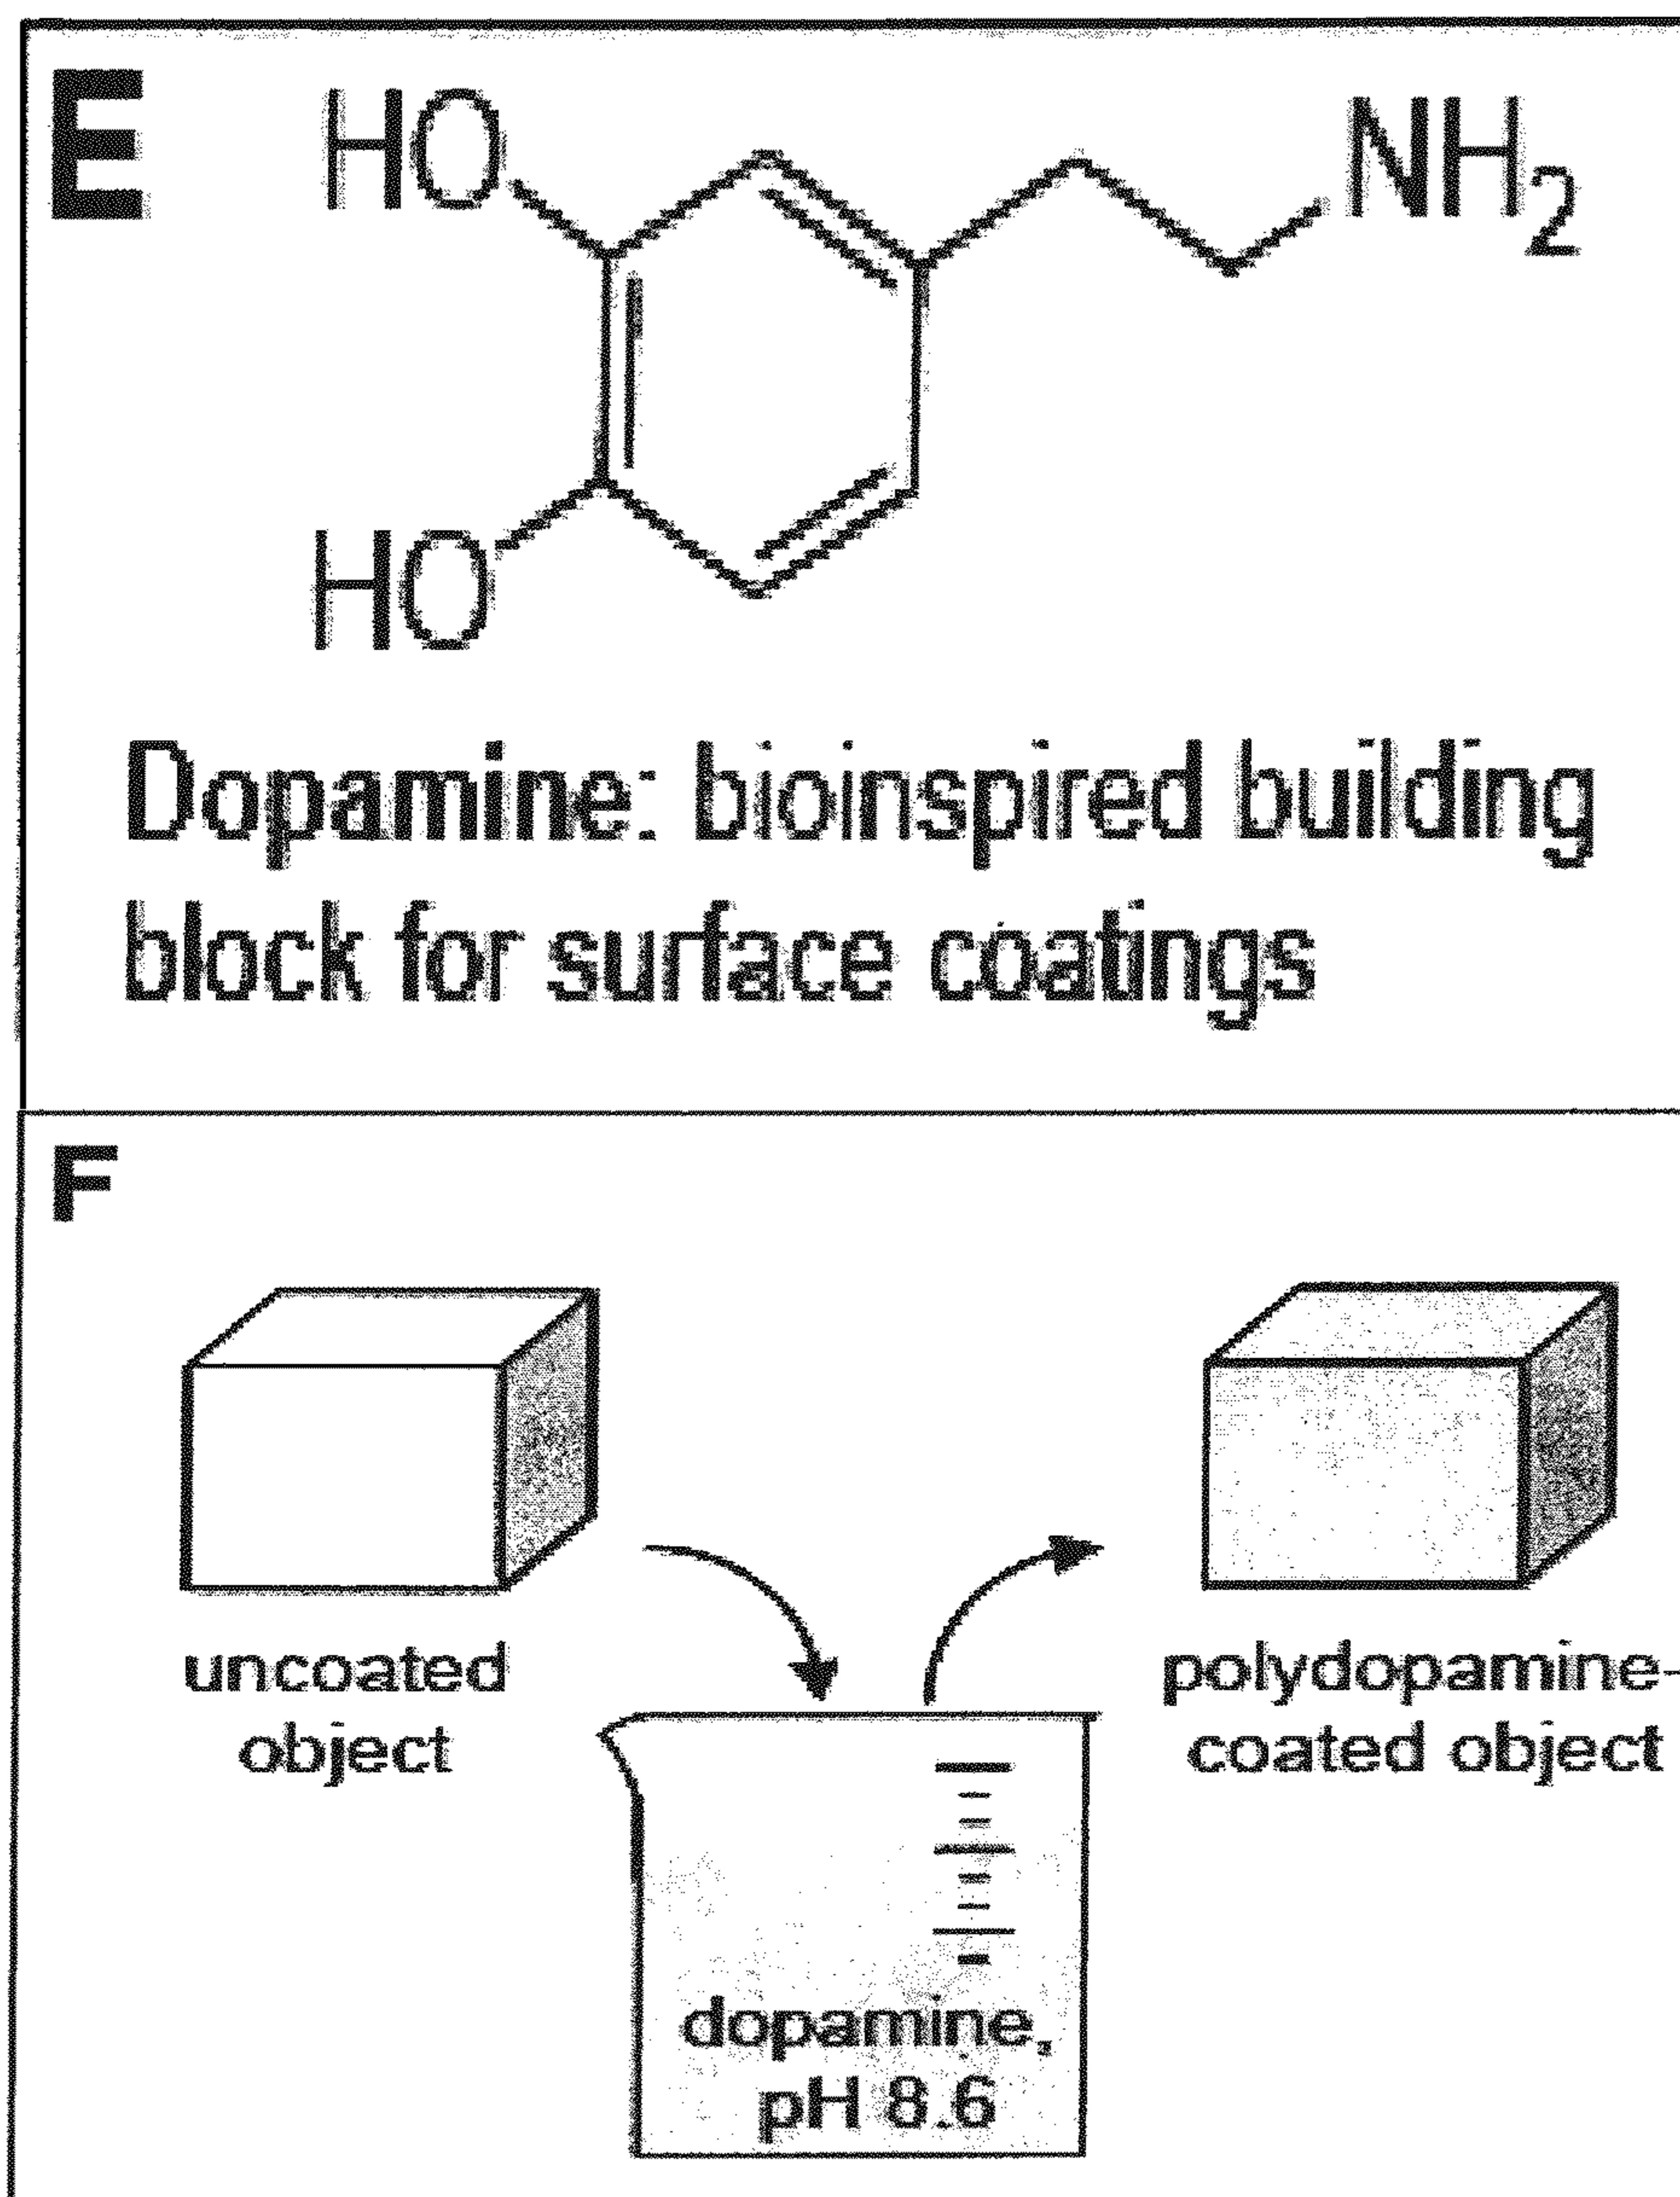 E
HO
NH2
HO
Dopamine: bioinspired building
block for surface coatings
F
uncoated
object
polydopamine-
coated object
dopamine,
pH 8.6